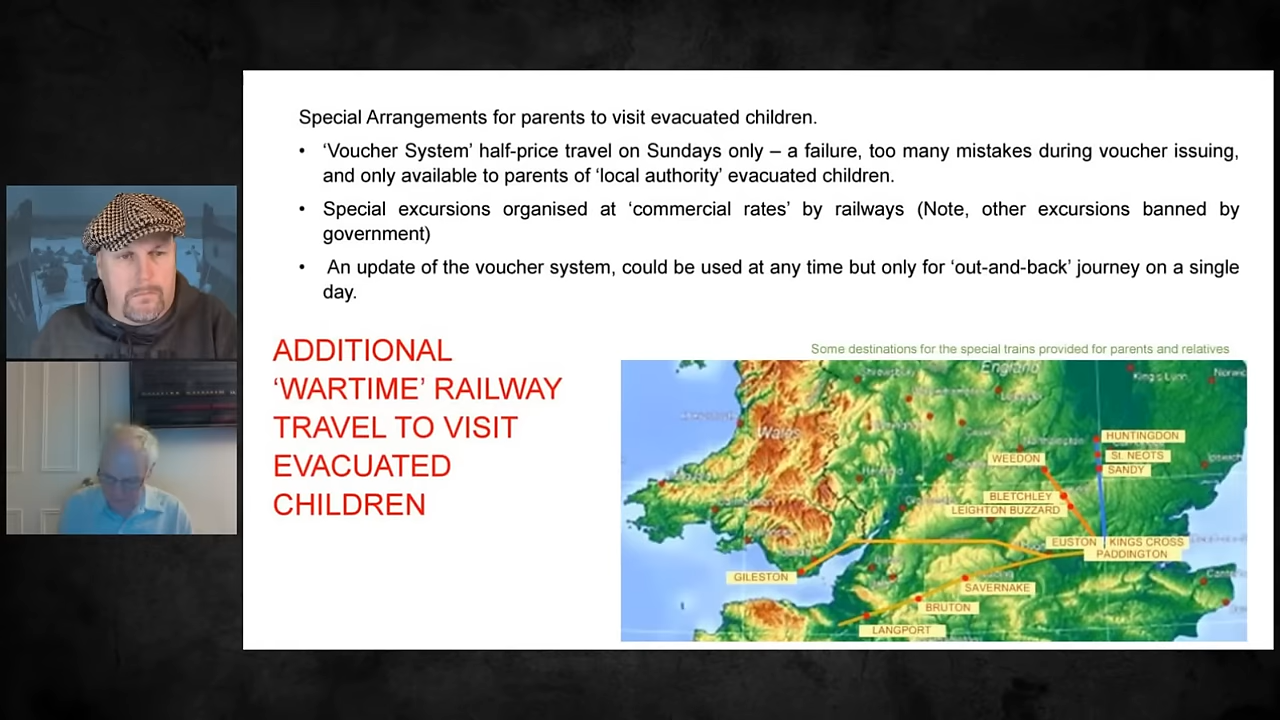 Special Arrangements for parents to visit evacuated children.
• ‘Voucher System’ half-price travel on Sundays only – a failure, too many mistakes during voucher issuing,
and only available to parents of ‘local authority’ evacuated children.
• Special excursions organised at ‘commercial rates’ by railways (Note, other excursions banned by
government)
• An update of the voucher system, could be used at any time but only for ‘out-and-back’ journey on a single
day.
ADDITIONAL
‘WARTIME’ RAILWAY
TRAVEL TO VISIT
EVACUATED
CHILDREN
Some destinations for the special trains provided for parents and relatives
Shrewsbury
England
King's Lynn
Wales
HUNTINGDON
St. NEOTS
WEEDON
SANDY
Ipswich
BLETCHLEY
LEIGHTON BUZZARD
EUSTON
KINGS CROSS
PADDINGTON
GILESTON
SAVERNAKE
BRUTON
LANGPORT